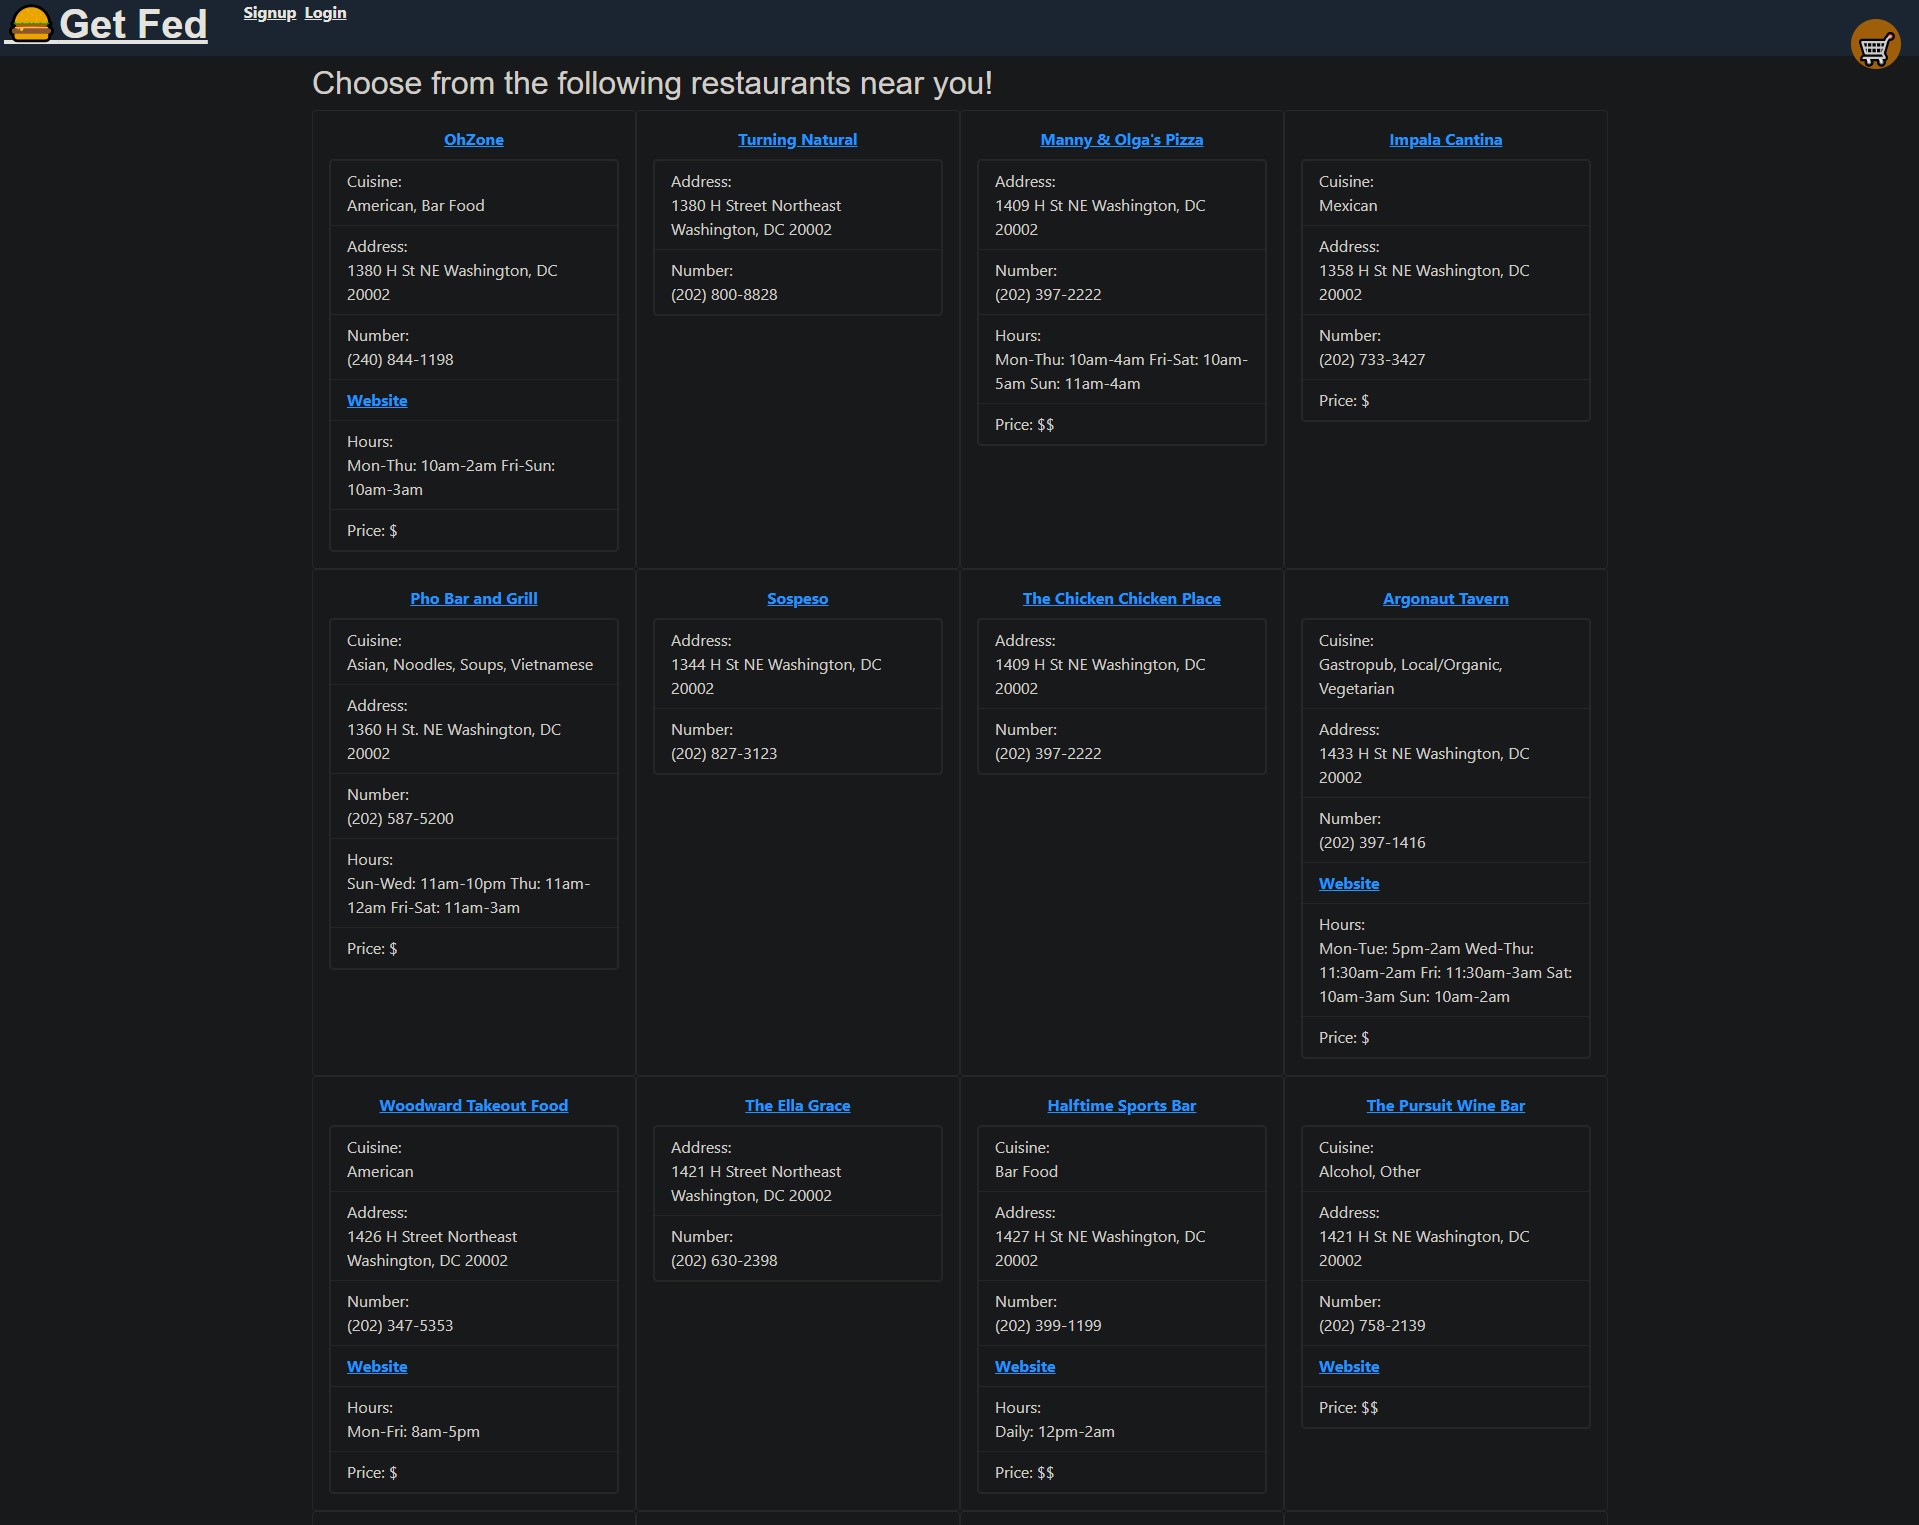 Get Fed
Signup Login
Choose from the following restaurants near you!
OhZone
Cuisine:
American, Bar Food
Address:
1380 H St NE Washington, DC
20002
Number:
(240) 844-1198
Website
Hours:
Mon-Thu: 10am-2am Fri-Sun:
10am-3am
Price: $
Turning Natural
Address:
1380 H Street Northeast
Washington, DC 20002
Number:
(202) 800-8828
Manny & Olga's Pizza
Address:
1409 H St NE Washington, DC
20002
Number:
(202) 397-2222
Hours:
Mon-Thu: 10am-4am Fri-Sat: 10am-
5am Sun: 11am-4am
Price: $$
Impala Cantina
Cuisine:
Mexican
Address:
1358 H St NE Washington, DC
20002
Number:
(202) 733-3427
Price: $
Pho Bar and Grill
Cuisine:
Asian, Noodles, Soups, Vietnamese
Address:
1360 H St. NE Washington, DC
20002
Number:
(202) 587-5200
Hours:
Sun-Wed: 11am-10pm Thu: 11am-
12am Fri-Sat: 11am-3am
Price: $
Sospeso
Address:
1344 H St NE Washington, DC
20002
Number:
(202) 827-3123
The Chicken Chicken Place
Address:
1409 H St NE Washington, DC
20002
Number:
(202) 397-2222
Argonaut Tavern
Cuisine:
Gastropub, Local/Organic,
Vegetarian
Address:
1433 H St NE Washington, DC
20002
Number:
(202) 397-1416
Website
Hours:
Mon-Tue: 5pm-2am Wed-Thu:
11:30am-2am Fri: 11:30am-3am Sat:
10am-3am Sun: 10am-2am
Price: $
Woodward Takeout Food
Cuisine:
American
Address:
1426 H Street Northeast
Washington, DC 20002
Number:
(202) 347-5353
Website
Hours:
Mon-Fri: 8am-5pm
Price: $
The Ella Grace
Address:
1421 H Street Northeast
Washington, DC 20002
Number:
(202) 630-2398
Halftime Sports Bar
Cuisine:
Bar Food
Address:
1427 H St NE Washington, DC
20002
Number:
(202) 399-1199
Website
Hours:
Daily: 12pm-2am
Price: $$
The Pursuit Wine Bar
Cuisine:
Alcohol, Other
Address:
1421 H St NE Washington, DC
20002
Number:
(202) 758-2139
Website
Price: $$